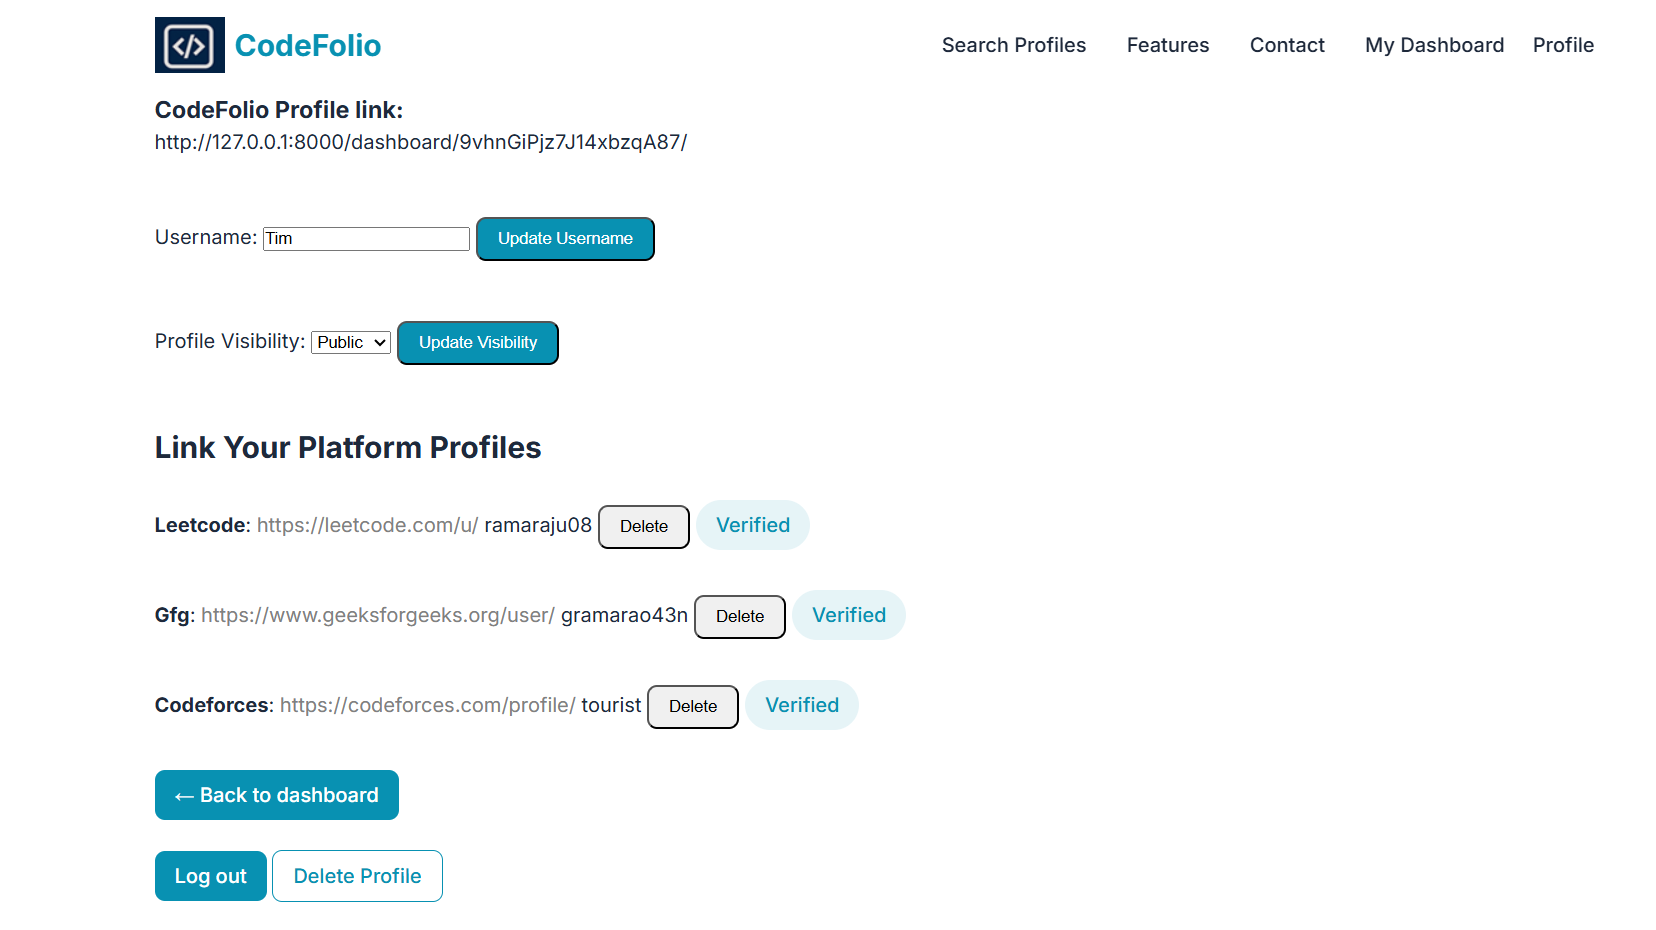 </> CodeFolio Search Profiles Features Contact My Dashboard Profile
CodeFolio Profile link:
http://127.0.0.1:8000/dashboard/9vhnGiPjz7J14xbzqA87/
Username: Tim Update Username
Profile Visibility: Public Update Visibility
Link Your Platform Profiles
Leetcode: https://leetcode.com/u/ ramaraju08 Delete Verified
Gfg: https://www.geeksforgeeks.org/user/ gramarao43n Delete Verified
Codeforces: https://codeforces.com/profile/ tourist Delete Verified
← Back to dashboard
Log out Delete Profile